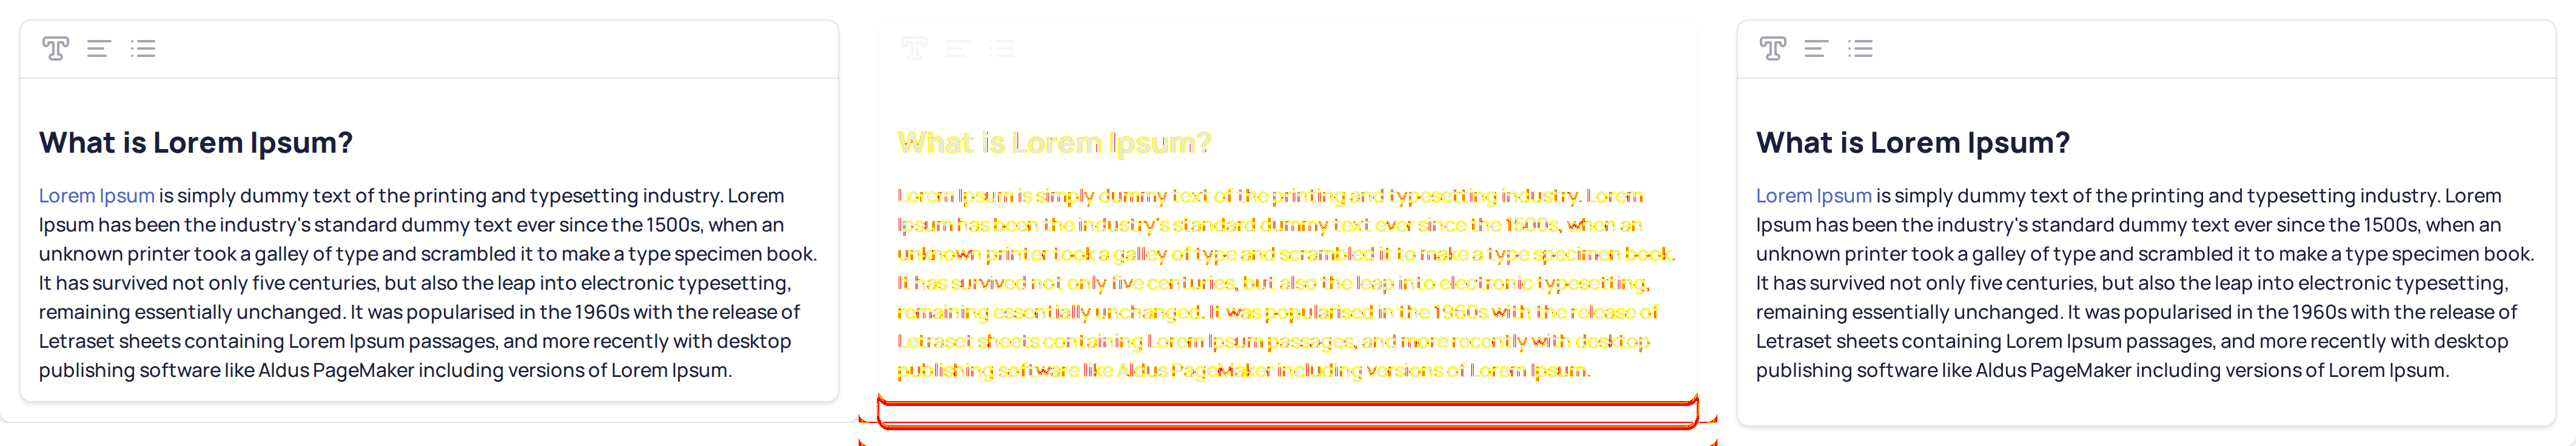 What is Lorem Ipsum?
Lorem Ipsum is simply dummy text of the printing and typesetting industry. Lorem
Ipsum has been the industry's standard dummy text ever since the 1500s, when an
unknown printer took a galley of type and scrambled it to make a type specimen book.
It has survived not only five centuries, but also the leap into electronic typesetting,
remaining essentially unchanged. It was popularised in the 1960s with the release of
Letraset sheets containing Lorem Ipsum passages, and more recently with desktop
publishing software like Aldus PageMaker including versions of Lorem Ipsum.
What is Lorem Ipsum?
Lorem Ipsum is simply dummy text of the printing and typesetting industry. Lorem
Ipsum has been the industry's standard dummy text ever since the 1500s, when an
unknown printer took a galley of type and scrambled it to make a type specimen book.
It has survived not only five centuries, but also the leap into electronic typesetting,
remaining essentially unchanged. It was popularised in the 1960s with the release of
Letraset sheets containing Lorem Ipsum passages, and more recently with desktop
publishing software like Aldus PageMaker including versions of Lorem Ipsum.
What is Lorem Ipsum?
Lorem Ipsum is simply dummy text of the printing and typesetting industry. Lorem
Ipsum has been the industry's standard dummy text ever since the 1500s, when an
unknown printer took a galley of type and scrambled it to make a type specimen book.
It has survived not only five centuries, but also the leap into electronic typesetting,
remaining essentially unchanged. It was popularised in the 1960s with the release of
Letraset sheets containing Lorem Ipsum passages, and more recently with desktop
publishing software like Aldus PageMaker including versions of Lorem Ipsum.